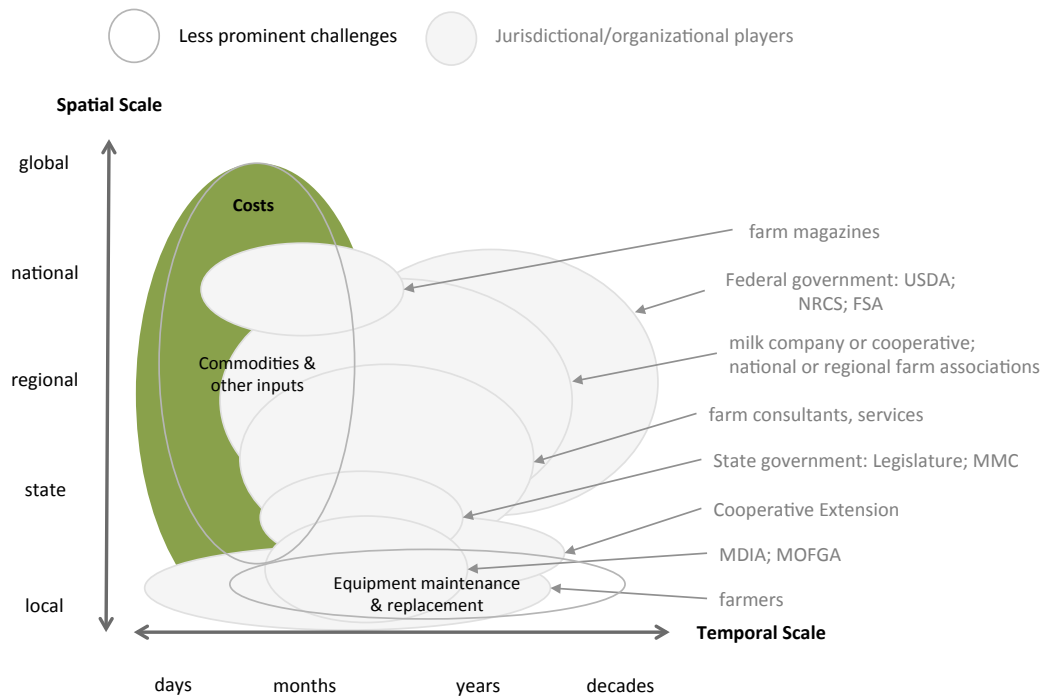 Less prominent challenges
Jurisdictional/organizational players
Spatial Scale
global
Costs
farm magazines
national
Federal government: USDA;
NRCS; FSA
milk company or cooperative;
national or regional farm associations
Commodities &
other inputs
regional
farm consultants, services
State government: Legislature; MMC
state
Cooperative Extension
MDIA; MOFGA
Equipment maintenance
& replacement
farmers
local
Temporal Scale
days
months
years
decades